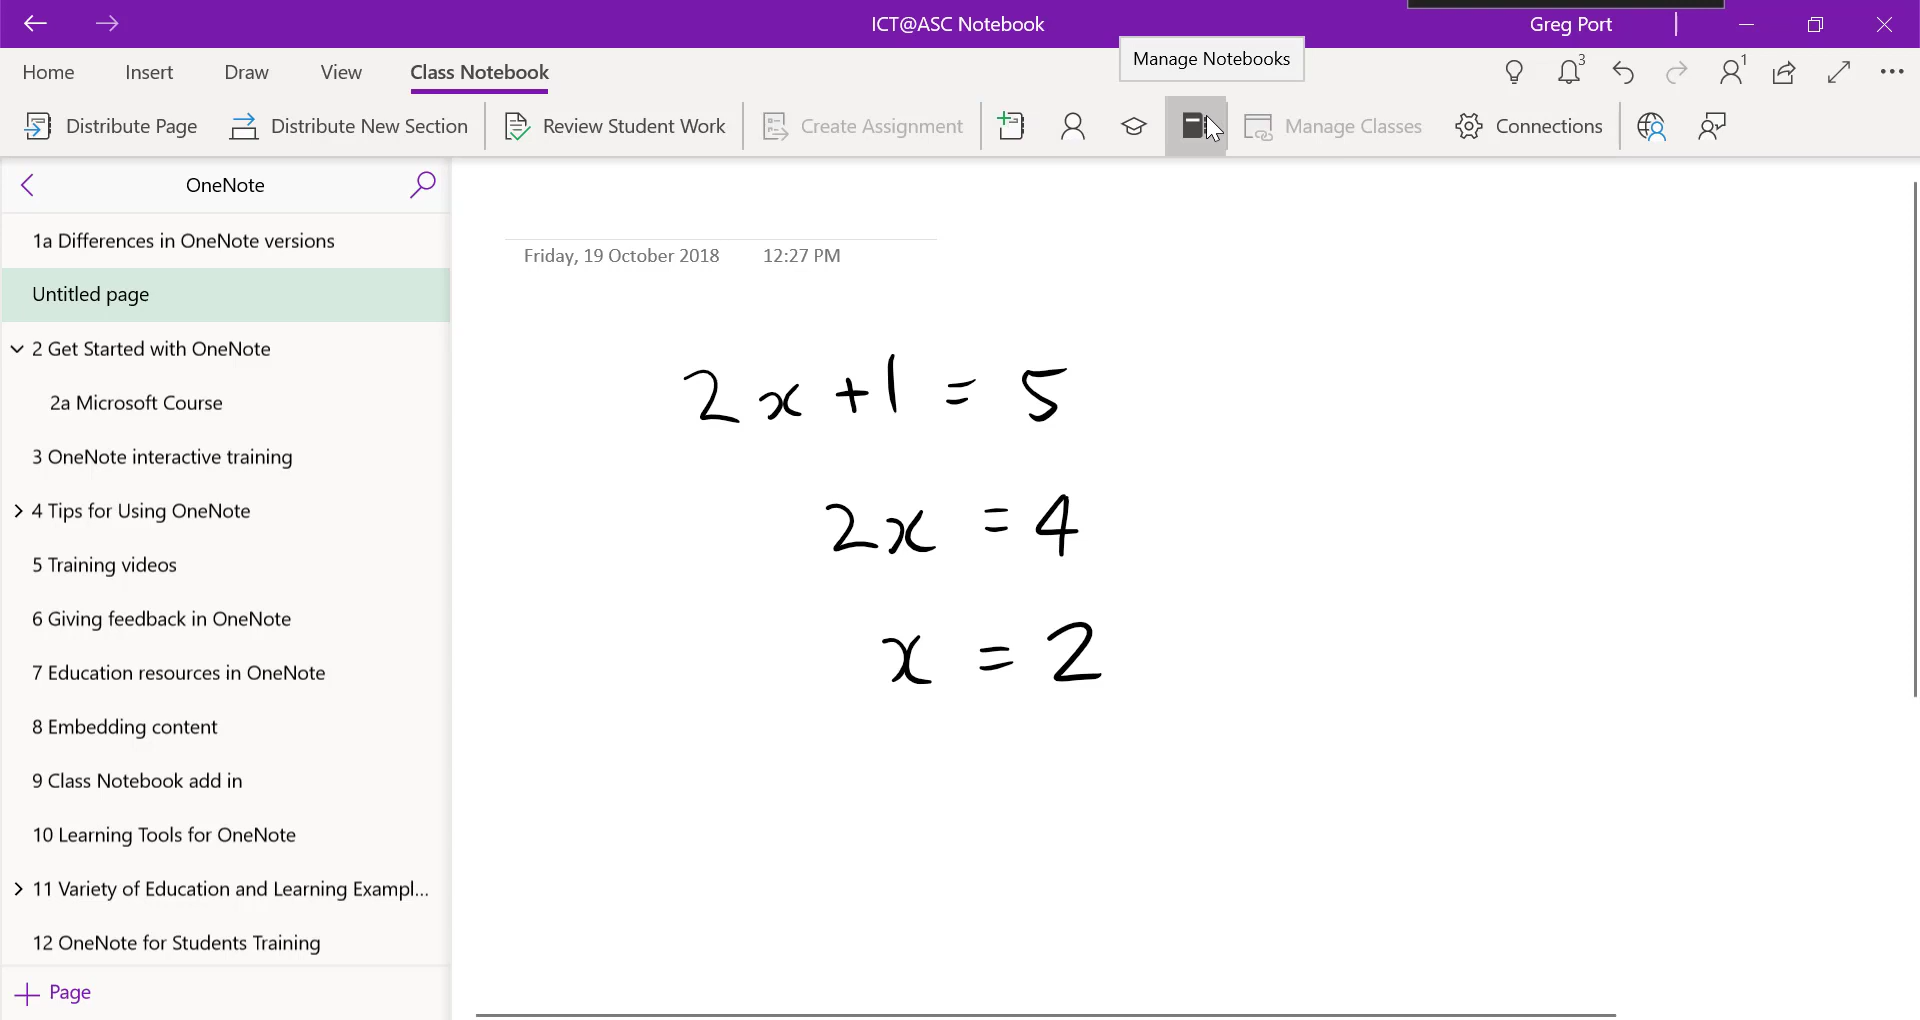 ICT@ASC Notebook
Greg Port
Manage Notebooks
Home Insert Draw View Class Notebook
3 1
Distribute Page Distribute New Section Review Student Work Create Assignment Manage Classes Connections
OneNote
1a Differences in OneNote versions
Untitled page
2 Get Started with OneNote
2a Microsoft Course
3 OneNote interactive training
4 Tips for Using OneNote
5 Training videos
6 Giving feedback in OneNote
7 Education resources in OneNote
8 Embedding content
9 Class Notebook add in
10 Learning Tools for OneNote
11 Variety of Education and Learning Exampl...
12 OneNote for Students Training
Page
Friday, 19 October 2018 12:27 PM
2x + 1 = 5
2x = 4
x = 2